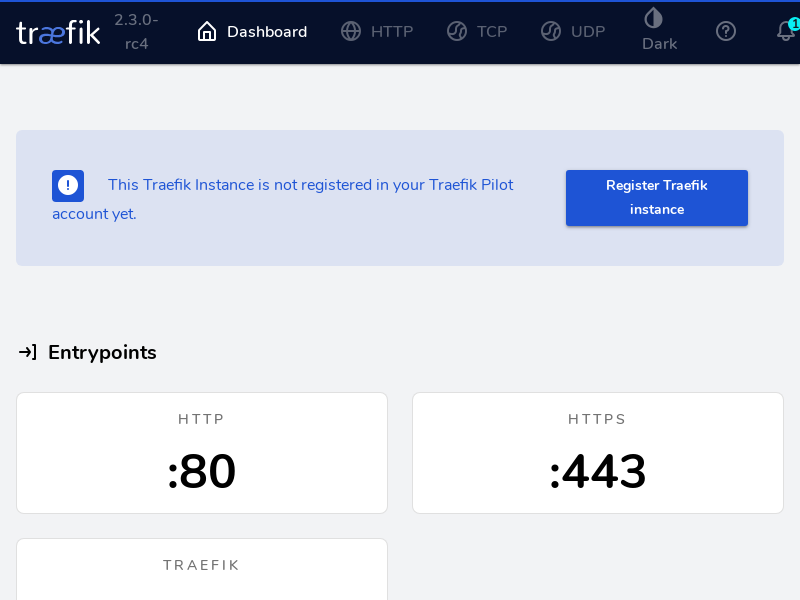 træfik
2.3.0-
rc4
Dashboard
HTTP
TCP
UDP
Dark
1
This Traefik Instance is not registered in your Traefik Pilot
account yet.
Register Traefik
instance
Entrypoints
HTTP
:80
HTTPS
:443
TRAEFIK